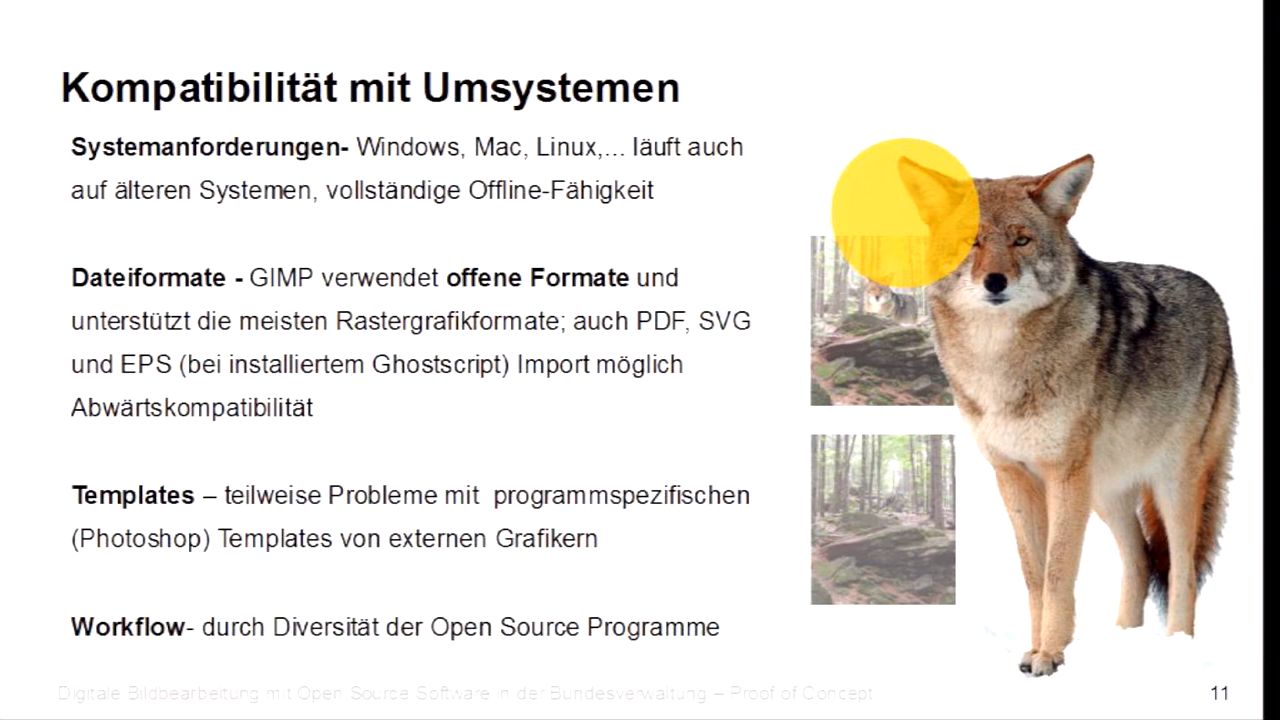 Kompatibilität mit Umsystemen
Systemanforderungen- Windows, Mac, Linux,... läuft auch
auf älteren Systemen, vollständige Offline-Fähigkeit
Dateiformate - GIMP verwendet offene Formate und
unterstützt die meisten Rastergrafikformate; auch PDF, SVG
und EPS (bei installiertem Ghostscript) Import möglich
Abwärtskompatibilität
Templates – teilweise Probleme mit  programmspezifischen
(Photoshop) Templates von externen Grafikern
Workflow- durch Diversität der Open Source Programme
Digitale Bildbearbeitung mit Open Source Software in der Bundesverwaltung – Proof of Concept
11